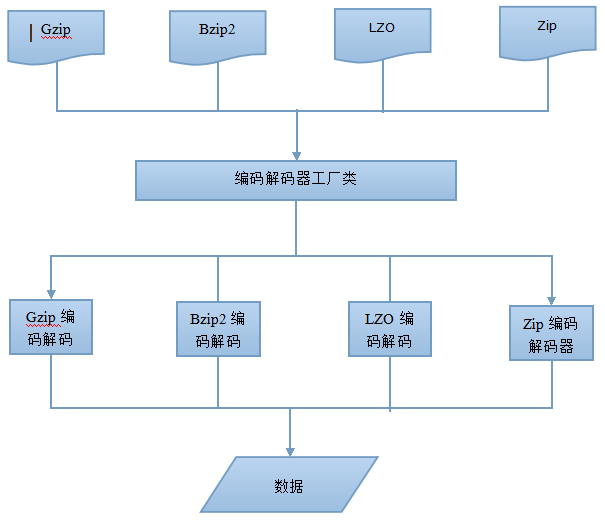 Gzip
Bzip2
LZO
Zip
编码解码器工厂类
Gzip 编
码解码
Bzip2 编
码解码
LZO 编
码解码
Zip 编码
解码器
数据